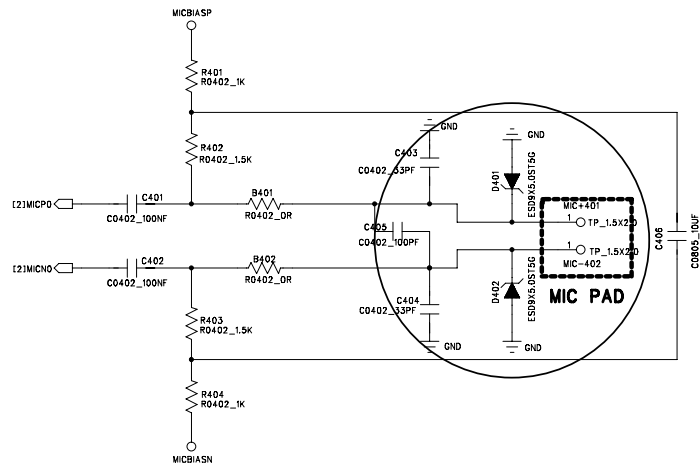 MICBIASP
R401
R0402_1K
R402
R0402_1.5K
[2]MICP0
C401
C0402_100NF
B401
R0402_0R
GND
C403
C0402_33PF
GND
D401
ESD9X5.0ST5G
MIC+401
1
TP_1.5X2.0
C405
C0402_100PF
C406
C0805_10UF
[2]MICN0
C402
C0402_100NF
B402
R0402_0R
1
TP_1.5X2.0
MIC-402
MIC PAD
C404
C0402_33PF
D402
ESD9X5.0ST5G
R403
R0402_1.5K
GND
GND
R404
R0402_1K
MICBIASN